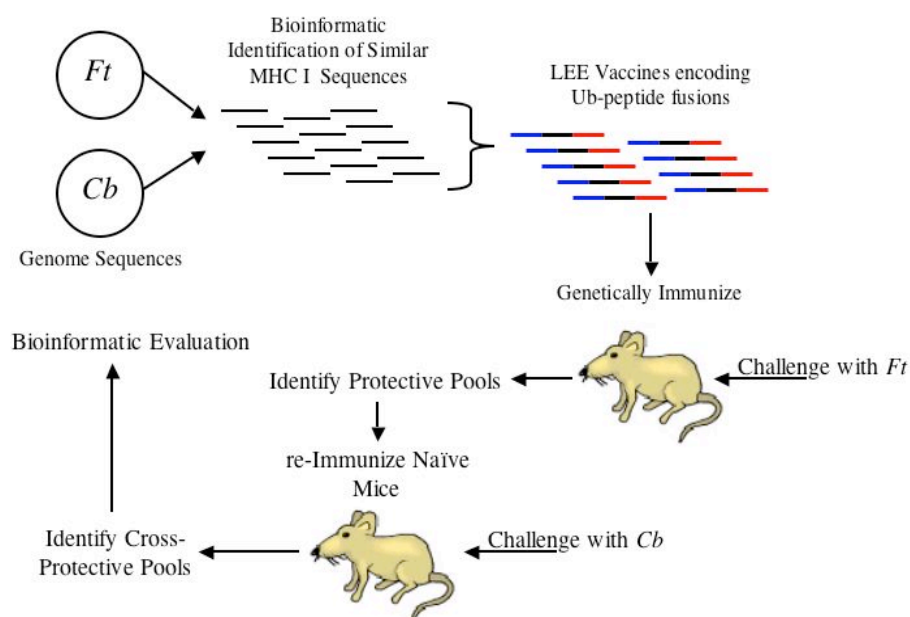 Ft
Cb
Genome Sequences
Bioinformatic
Identification of Similar
MHC I Sequences
LEE Vaccines encoding
Ub-peptide fusions
Genetically Immunize
Challenge with Ft
Identify Protective Pools
re-Immunize Naïve
Mice
Challenge with Cb
Identify Cross-
Protective Pools
Bioinformatic Evaluation